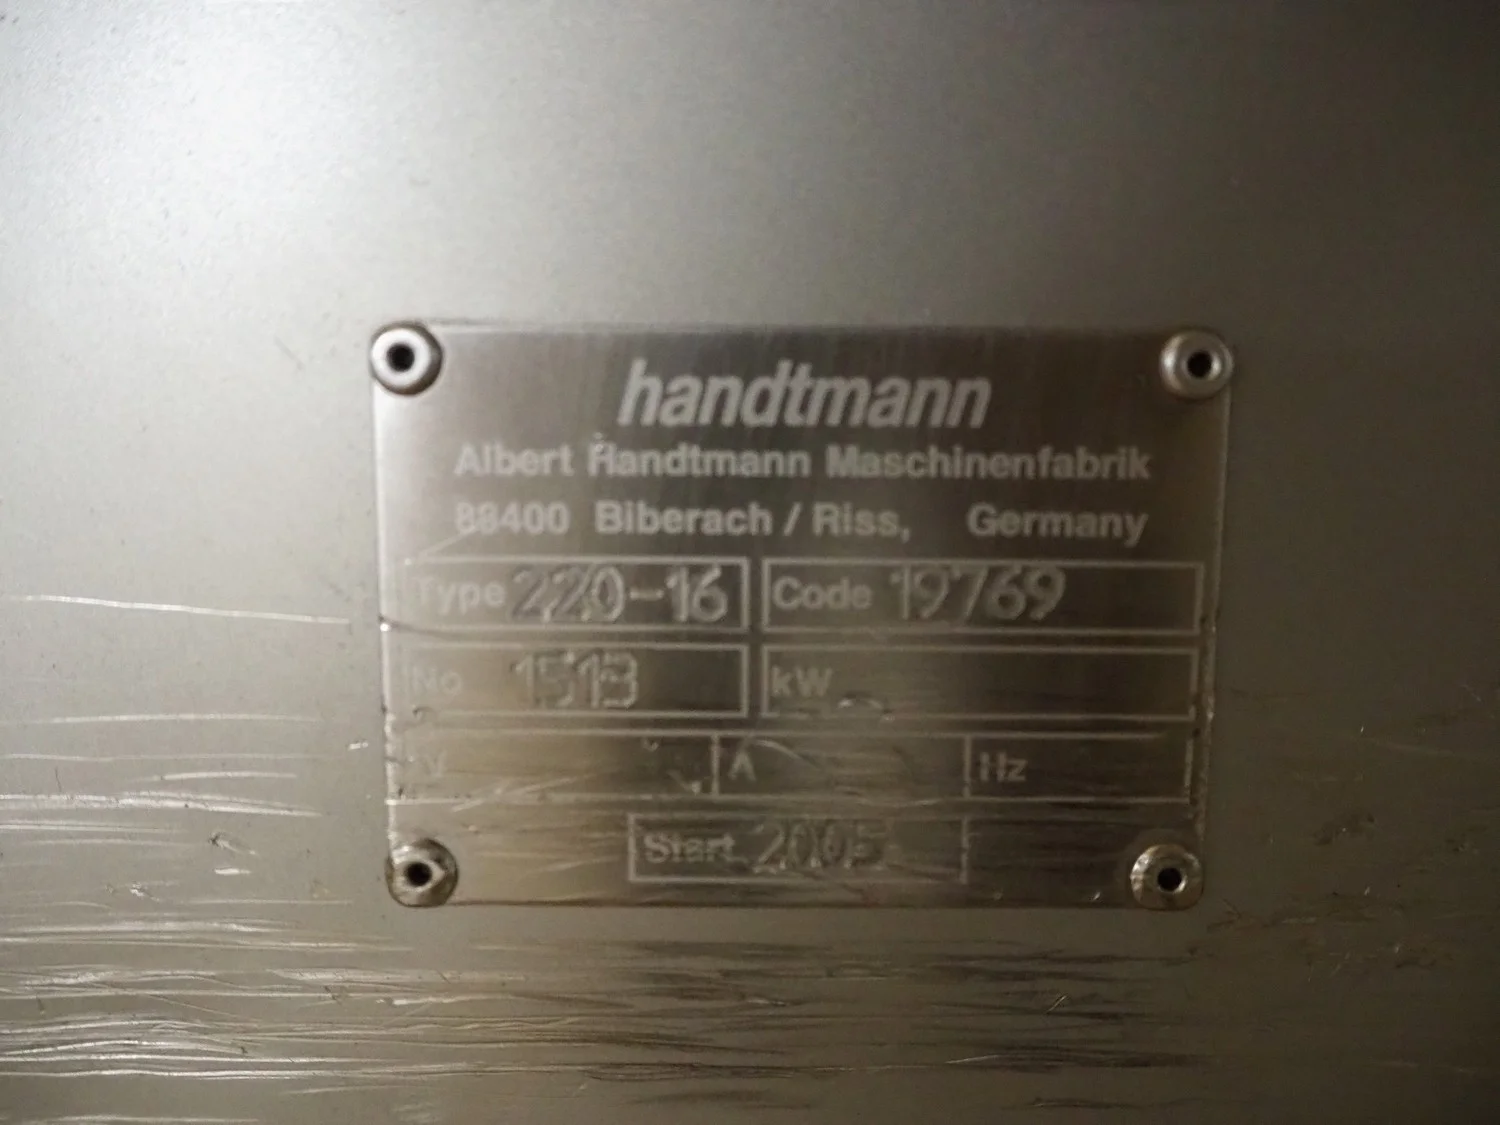 handtmann
Albert Handtmann Maschinenfabrik
88400 Biberach / Riss, Germany
Type 220-16 Code 19769
No 1513 kW
V A Hz
Start 2005